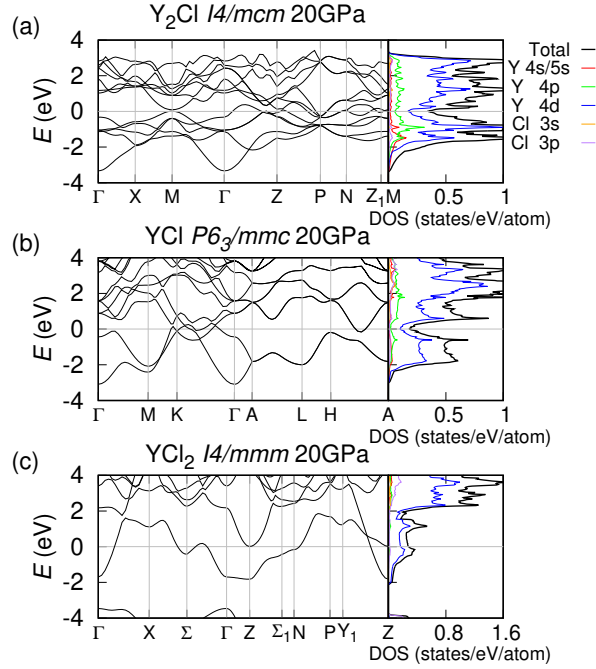 (a) Y₂Cl I4/mcm 20GPa
E (eV)
4
2
0
-2
-4
Γ X M Γ Z P N Z₁ M 0.5 1
DOS (states/eV/atom)
Total
Y 4s/5s
Y 4p
Y 4d
Cl 3s
Cl 3p
(b) YCl P6₃/mmc 20GPa
E (eV)
4
2
0
-2
-4
Γ M K Γ A L H A 0.5 1
DOS (states/eV/atom)
(c) YCl₂ I4/mmm 20GPa
E (eV)
4
2
0
-2
-4
Γ X Σ Γ Z Σ₁ N P Y₁ Z 0.8 1.6
DOS (states/eV/atom)